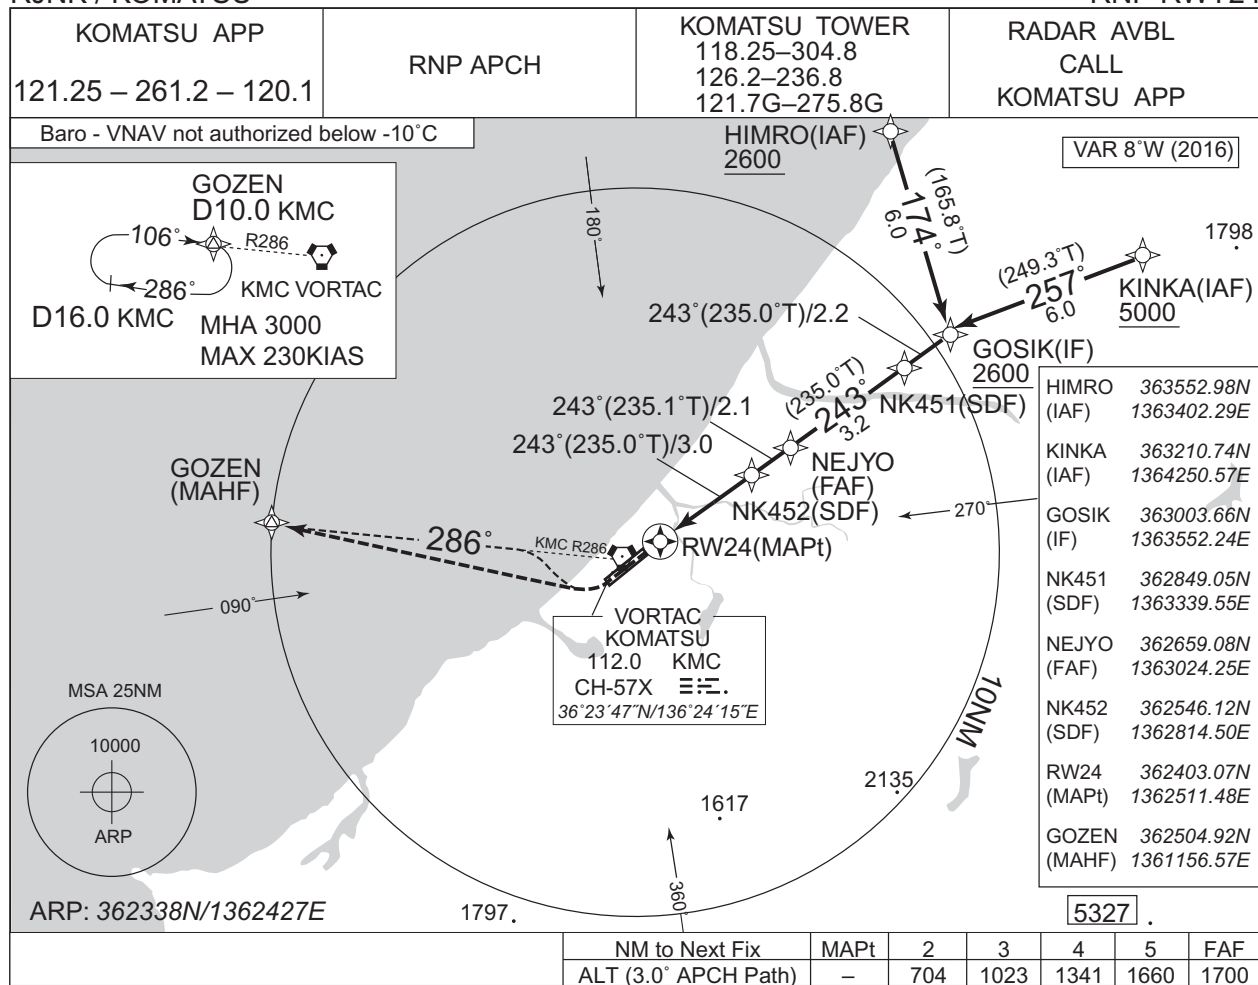 KOMATSU APP
121.25 – 261.2 – 120.1
RNP APCH
KOMATSU TOWER
118.25–304.8
126.2–236.8
121.7G–275.8G
RADAR AVBL
CALL
KOMATSU APP
Baro - VNAV not authorized below -10˚C
VAR 8˚W (2016)
HIMRO(IAF)
2600
GOZEN
D10.0 KMC
106˚
R286
286˚
KMC VORTAC
D16.0 KMC
MHA 3000
MAX 230KIAS
180˚
(165.8˚T)
174˚
6.0
1798
(249.3˚T)
257˚
6.0
KINKA(IAF)
5000
243˚(235.0˚T)/2.2
GOSIK(IF)
2600
(235.0˚T)
243˚
3.2
NK451(SDF)
243˚(235.1˚T)/2.1
243˚(235.0˚T)/3.0
NEJYO
(FAF)
NK452(SDF)
GOZEN
(MAHF)
286˚
KMC R286
RW24(MAPt)
270˚
090˚
VORTAC
KOMATSU
112.0 KMC
CH-57X
36˚23´47˝N/136˚24´15˝E
HIMRO 363552.98N
(IAF) 1363402.29E
KINKA 363210.74N
(IAF) 1364250.57E
GOSIK 363003.66N
(IF) 1363552.24E
NK451 362849.05N
(SDF) 1363339.55E
NEJYO 362659.08N
(FAF) 1363024.25E
NK452 362546.12N
(SDF) 1362814.50E
RW24 362403.07N
(MAPt) 1362511.48E
GOZEN 362504.92N
(MAHF) 1361156.57E
10NM
MSA 25NM
10000
ARP
2135
1617
360˚
ARP: 362338N/1362427E
1797
5327
NM to Next Fix MAPt 2 3 4 5 FAF
ALT (3.0˚ APCH Path) – 704 1023 1341 1660 1700